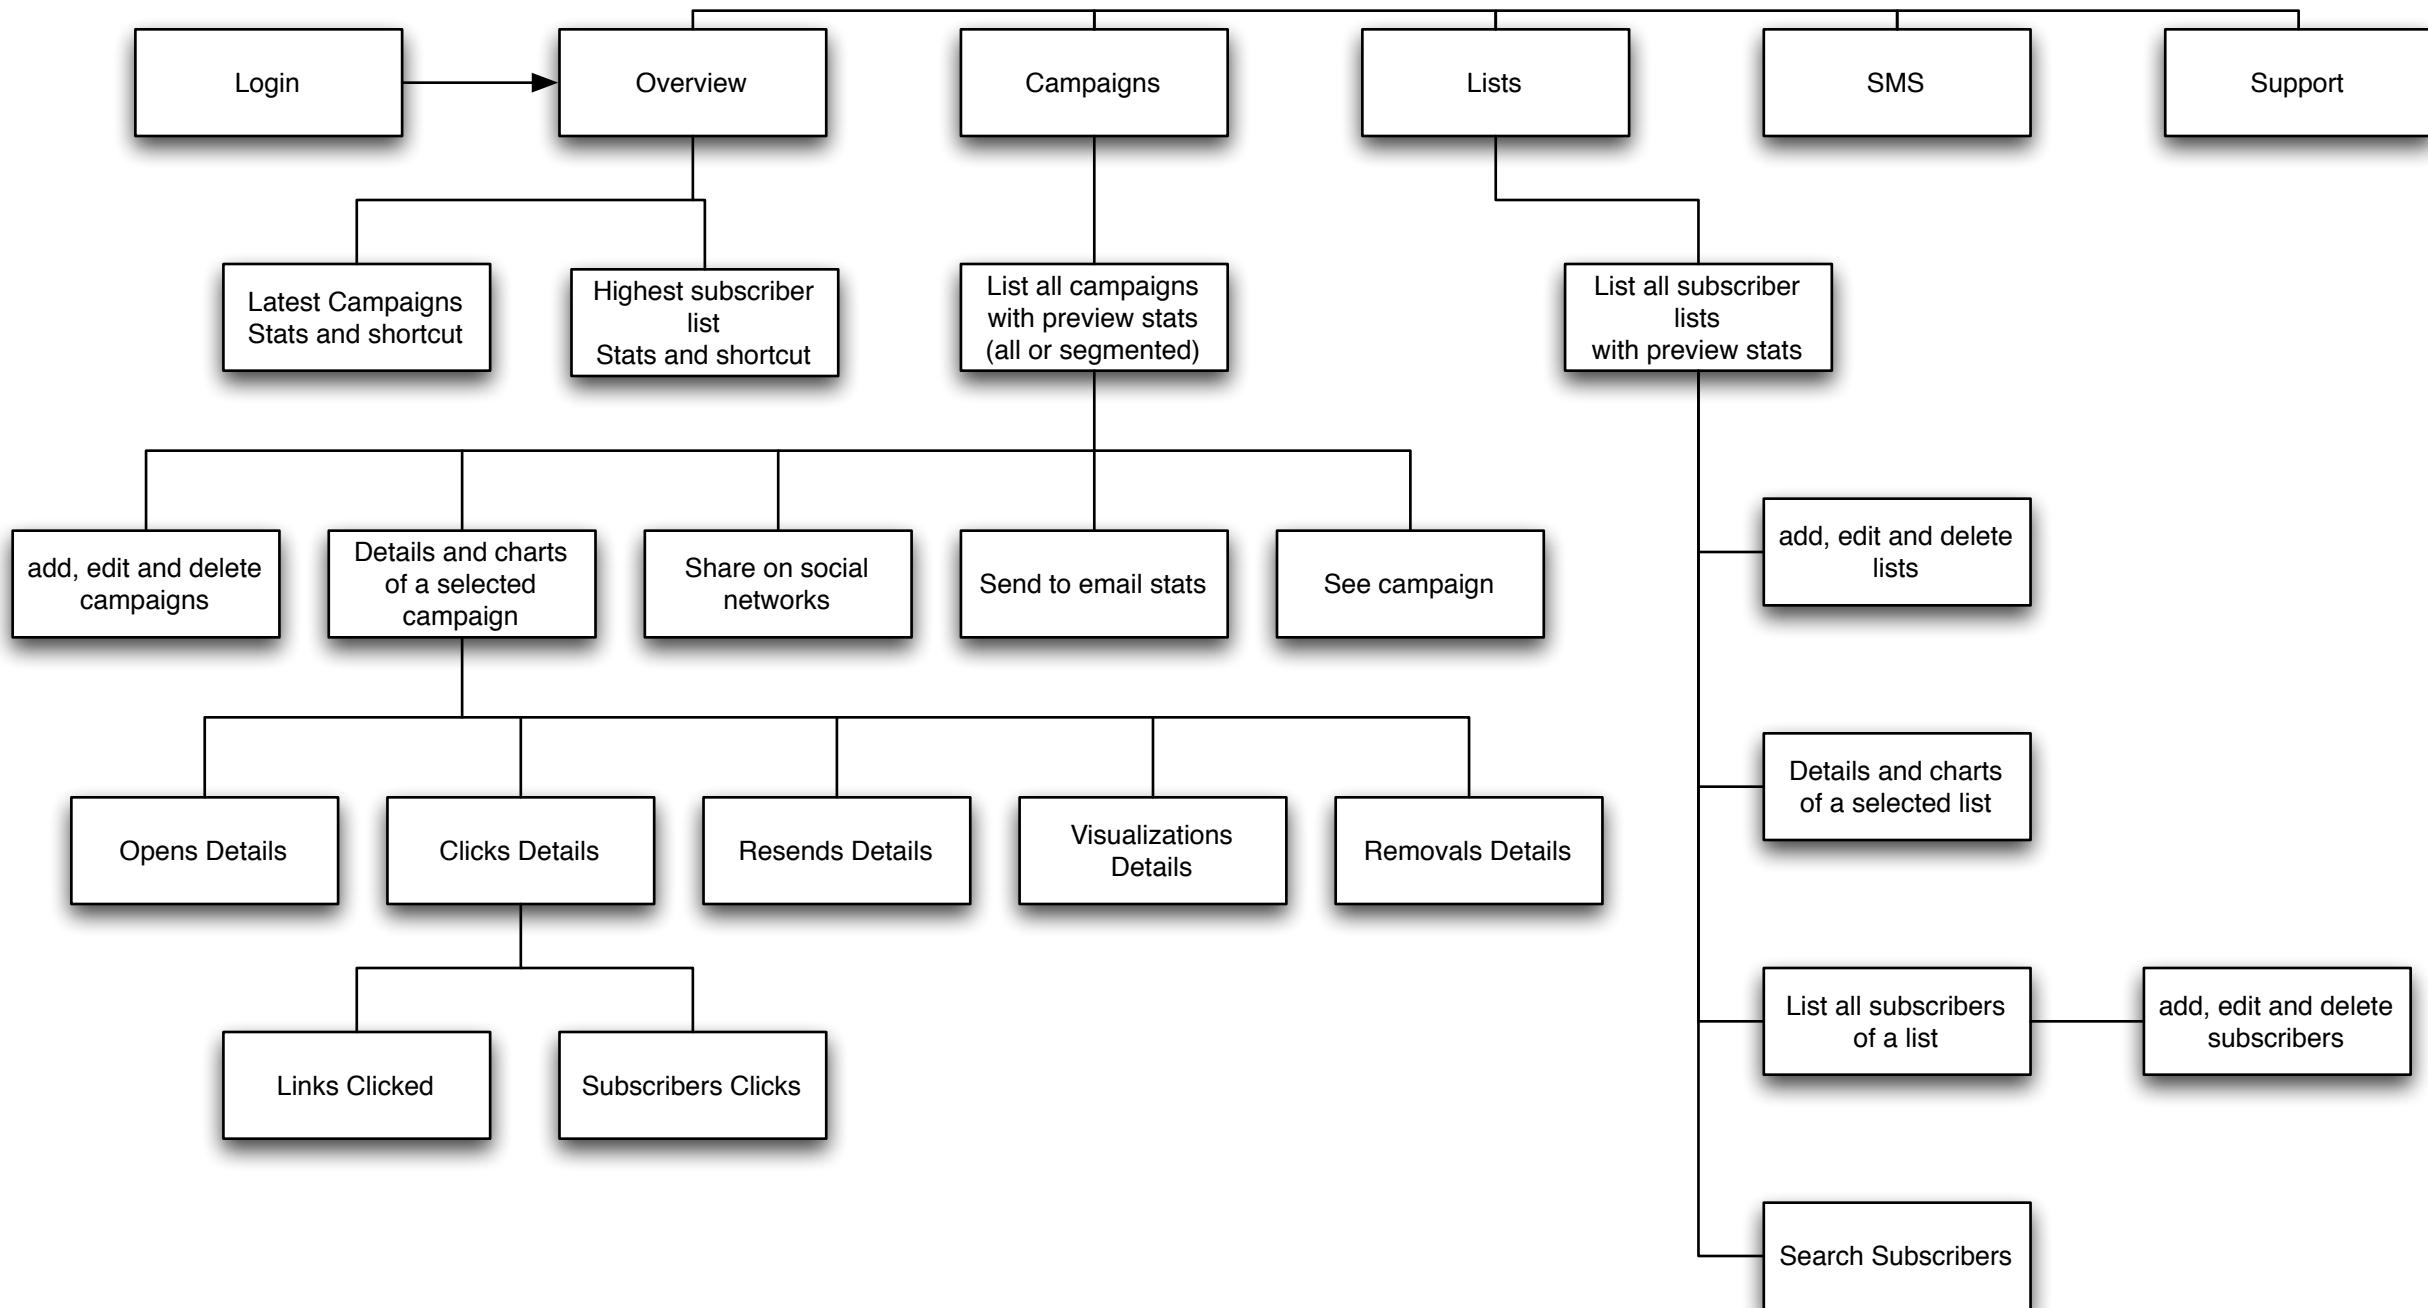 Login
Overview
Campaigns
Lists
SMS
Support
Latest Campaigns
Stats and shortcut
Highest subscriber
list
Stats and shortcut
List all campaigns
with preview stats
(all or segmented)
List all subscriber
lists
with preview stats
add, edit and delete
campaigns
Details and charts
of a selected
campaign
Share on social
networks
Send to email stats
See campaign
add, edit and delete
lists
Details and charts
of a selected list
Opens Details
Clicks Details
Resends Details
Visualizations
Details
Removals Details
List all subscribers
of a list
add, edit and delete
subscribers
Links Clicked
Subscribers Clicks
Search Subscribers